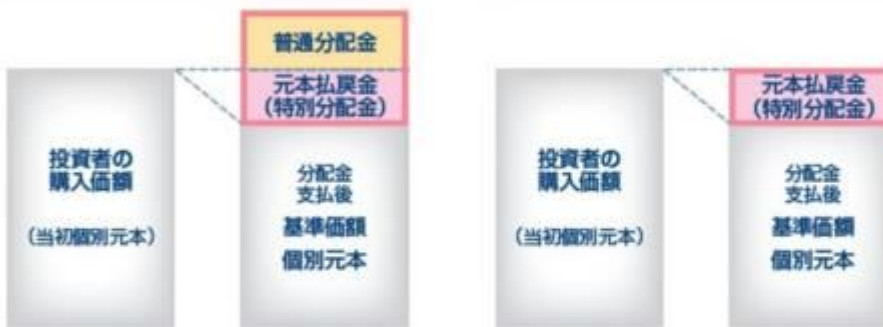 普通分配金
元本払戻金
（特別分配金）
投資者の
購入価額
（当初個別元本）
分配金
支払後
基準価額
個別元本
元本払戻金
（特別分配金）
投資者の
購入価額
（当初個別元本）
分配金
支払後
基準価額
個別元本